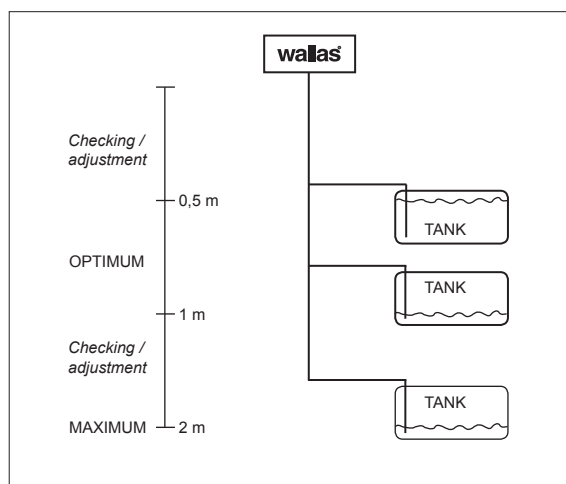 wallas
Checking /
adjustment
0,5 m
TANK
OPTIMUM
TANK
1 m
Checking /
adjustment
TANK
MAXIMUM
2 m